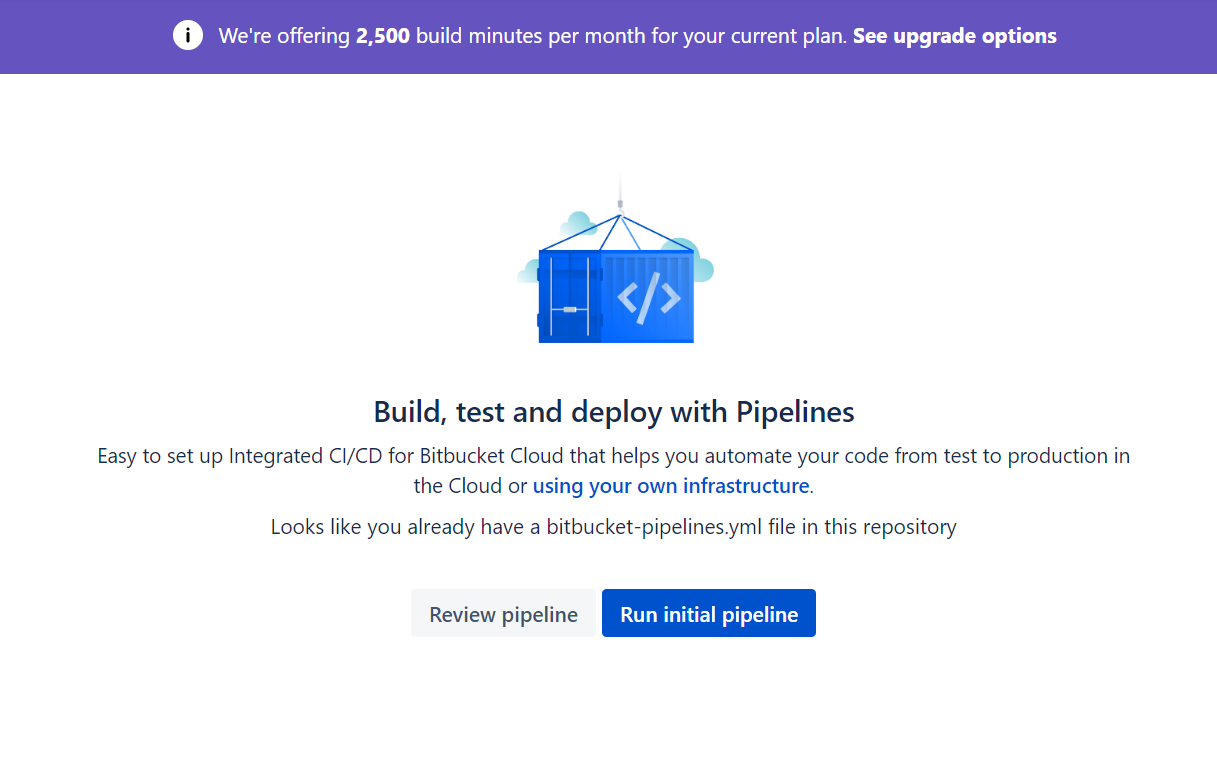 We're offering 2,500 build minutes per month for your current plan. See upgrade options
</>
Build, test and deploy with Pipelines
Easy to set up Integrated CI/CD for Bitbucket Cloud that helps you automate your code from test to production in
the Cloud or using your own infrastructure.
Looks like you already have a bitbucket-pipelines.yml file in this repository
Review pipeline Run initial pipeline